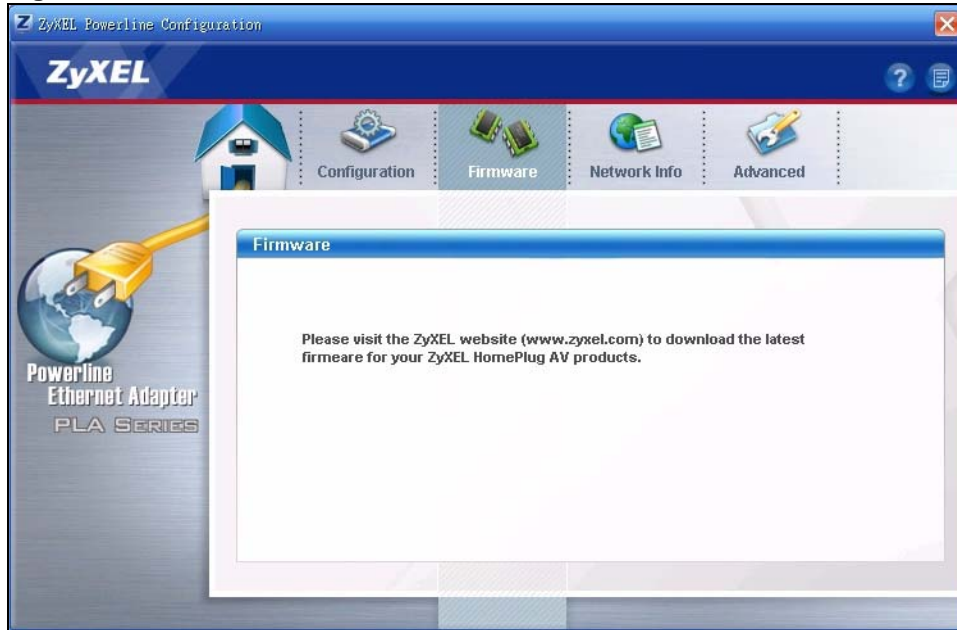 ZyXEL Powerline Configuration
ZyXEL
?
Configuration
Firmware
Network Info
Advanced
Firmware
Please visit the ZyXEL website (www.zyxel.com) to download the latest
firmeare for your ZyXEL HomePlug AV products.
Powerline
Ethernet Adapter
PLA SERIES